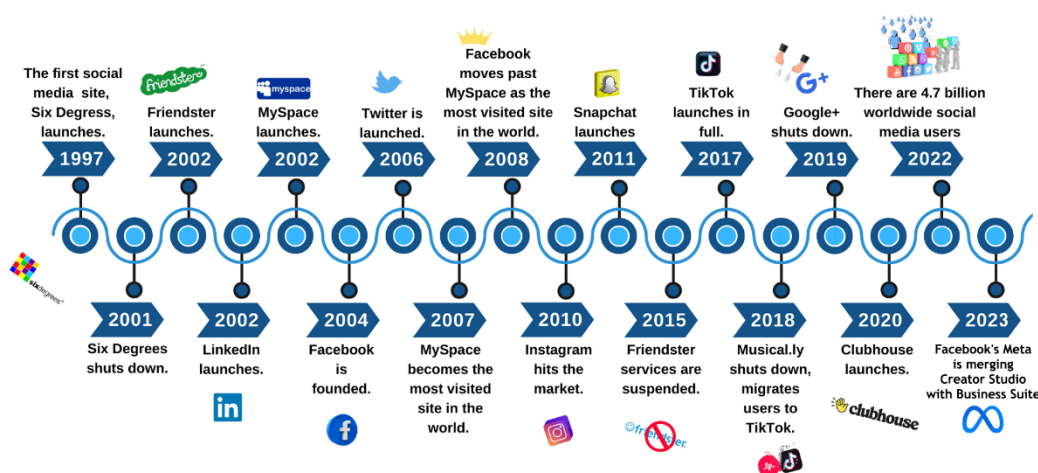 The first social
media site,
Six Degrees,
launches.
1997
friendster
Friendster
launches.
2002
myspace
MySpace
launches.
2002
Twitter is
launched.
2006
Facebook
moves past
MySpace as the
most visited site
in the world.
2008
Snapchat
launches
2011
TikTok
launches in
full.
2017
G+
Google+
shuts down.
2019
There are 4.7 billion
worldwide social
media users
2022
sixdegrees
2001
Six Degrees
shuts down.
2002
LinkedIn
launches.
in
2004
Facebook
is
founded.
f
2007
MySpace
becomes the
most visited
site in the
world.
2010
Instagram
hits the
market.
2015
Friendster
services are
suspended.
friendster
2018
Musical.ly
shuts down,
migrates
users to
TikTok.
2020
Clubhouse
launches.
clubhouse
2023
Facebook's Meta
is merging
Creator Studio
with Business Suite